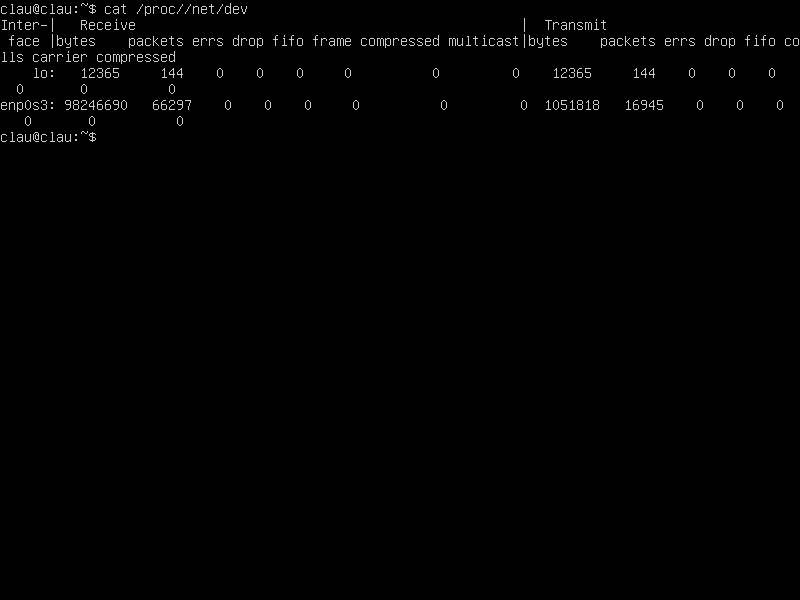 clau@clau:~$ cat /proc//net/dev
Inter-|   Receive                                                |  Transmit
 face |bytes    packets errs drop fifo frame compressed multicast|bytes    packets errs drop fifo co
lls carrier compressed
    lo:   12365     144    0    0    0     0          0         0    12365     144    0    0    0
  0       0          0
enp0s3: 98246690   66297    0    0    0     0          0         0  1051818   16945    0    0    0
   0       0          0
clau@clau:~$